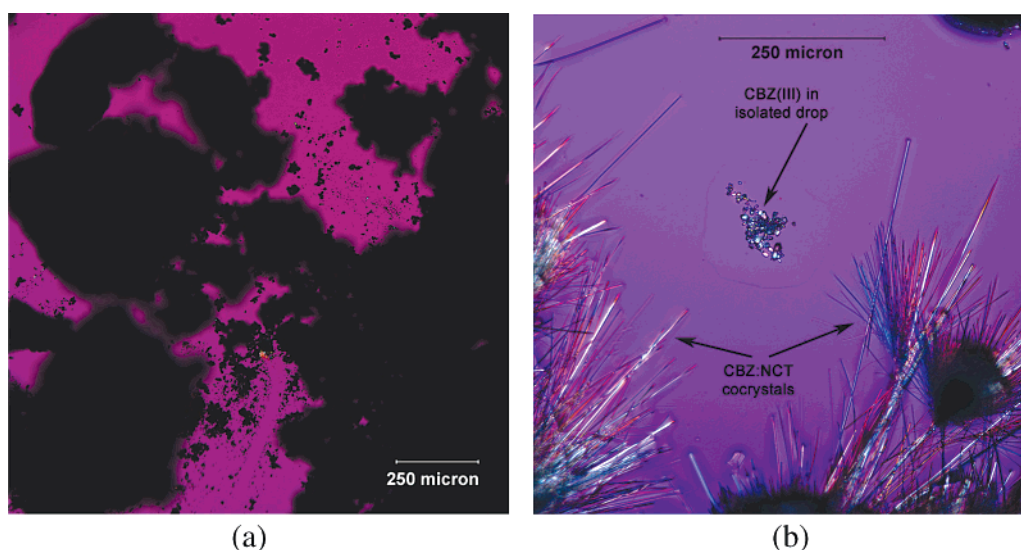 250 micron
CBZ(III) in
isolated drop
CBZ:NCT
cocrystals
250 micron
(a)
(b)